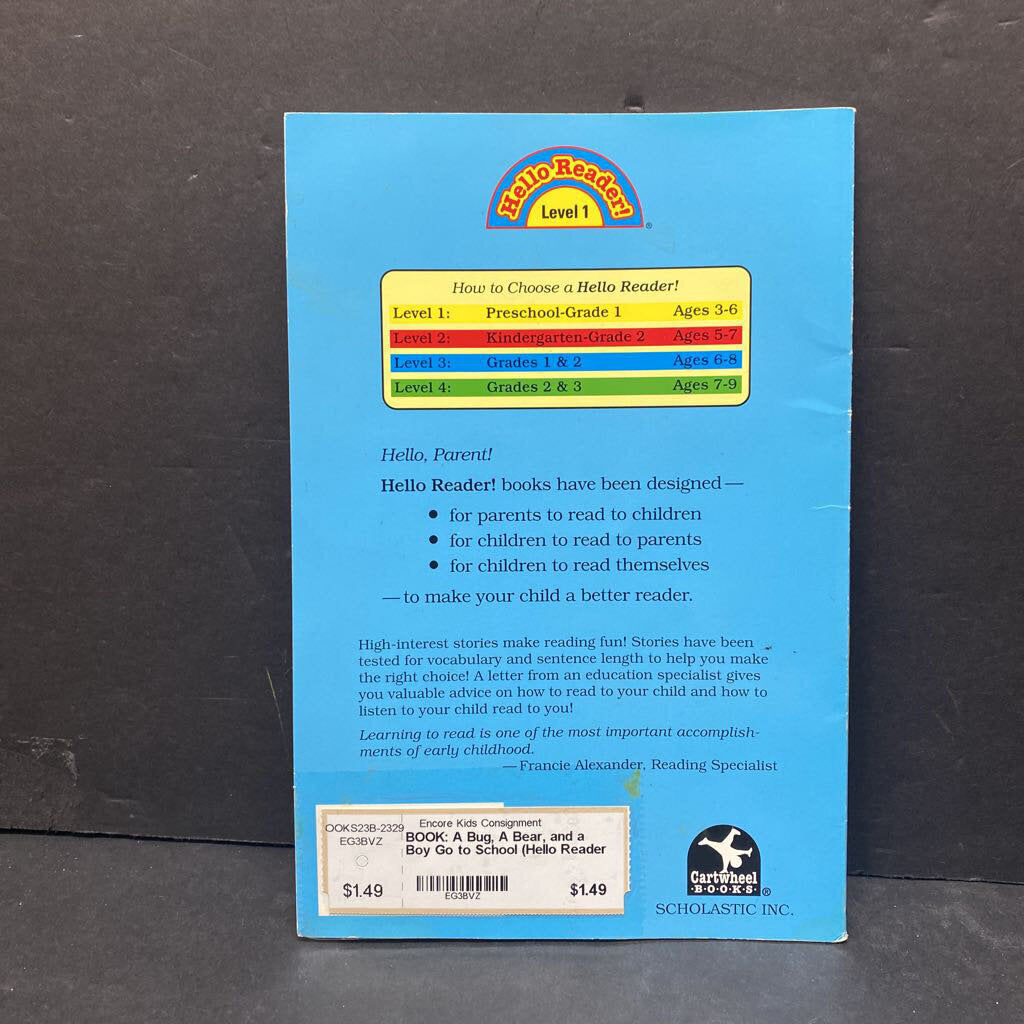 Hello Reader!
Level 1
®
How to Choose a Hello Reader!
Level 1: Preschool-Grade 1 Ages 3-6
Level 2: Kindergarten-Grade 2 Ages 5-7
Level 3: Grades 1 & 2 Ages 6-8
Level 4: Grades 2 & 3 Ages 7-9
Hello, Parent!
Hello Reader! books have been designed—
• for parents to read to children
• for children to read to parents
• for children to read themselves
—to make your child a better reader.
High-interest stories make reading fun! Stories have been
tested for vocabulary and sentence length to help you make
the right choice! A letter from an education specialist gives
you valuable advice on how to read to your child and how to
listen to your child read to you!
Learning to read is one of the most important accomplish-
ments of early childhood.
—Francie Alexander, Reading Specialist
OOKS23B-2329
EG3BVZ
$1.49
Encore Kids Consignment
BOOK: A Bug, A Bear, and a
Boy Go to School (Hello Reader
EG3BVZ
$1.49
Cartwheel
·B·O·O·K·S· ®
SCHOLASTIC INC.